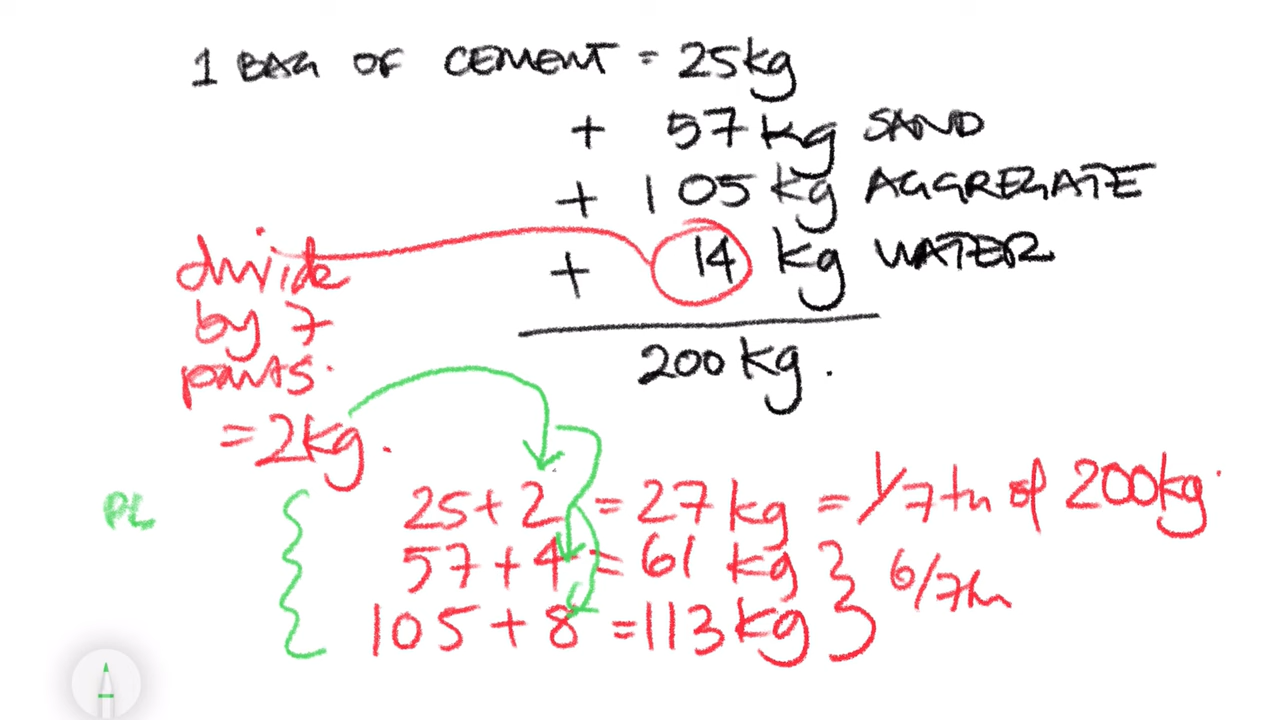 1 BAG OF CEMENT = 25kg
+ 57 kg SAND
+ 105 kg AGGREGATE
+ 14 kg WATER
200 kg.
divide
by 7
parts.
= 2kg.
25 + 2 = 27 kg = 1/7th of 200kg.
57 + 4 = 61 kg
105 + 8 = 113 kg } 6/7th
PL